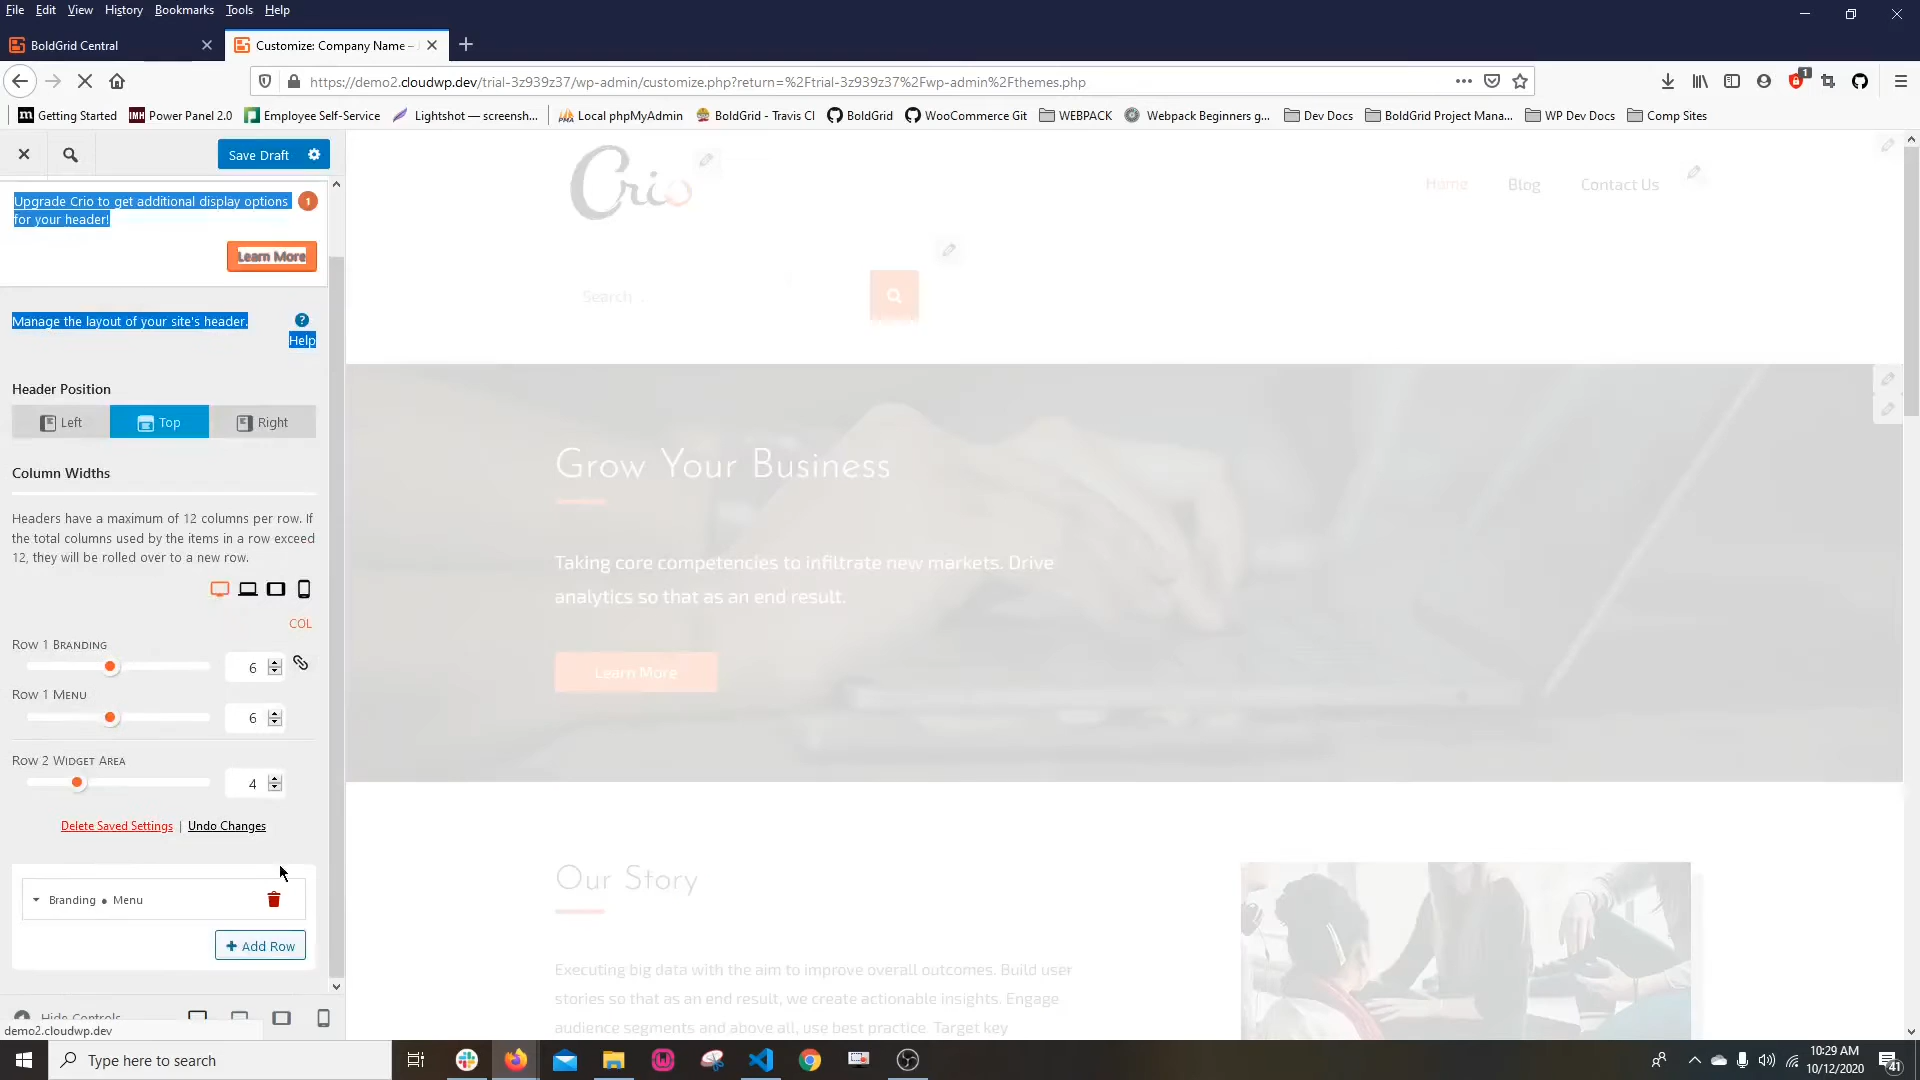 File Edit View History Bookmarks Tools Help
BoldGrid Central
Customize: Company Name –
https://demo2.cloudwp.dev/trial-3z939z37/wp-admin/customize.php?return=%2Ftrial-3z939z37%2Fwp-admin%2Fthemes.php
1
Getting Started Power Panel 2.0 Employee Self-Service Lightshot — screensh... Local phpMyAdmin BoldGrid - Travis CI BoldGrid WooCommerce Git WEBPACK Webpack Beginners g... Dev Docs BoldGrid Project Mana... WP Dev Docs Comp Sites
Save Draft
Upgrade Crio to get additional display options
for your header!
1
Learn More
Manage the layout of your site's header.
Help
Header Position
Left Top Right
Column Widths
Headers have a maximum of 12 columns per row. If
the total columns used by the items in a row exceed
12, they will be rolled over to a new row.
COL
Row 1 Branding
6
Row 1 Menu
6
Row 2 Widget Area
4
Delete Saved Settings | Undo Changes
Branding ● Menu
+ Add Row
Hide Controls
demo2.cloudwp.dev
Crio
Home Blog Contact Us
Search …
Grow Your Business
Taking core competencies to infiltrate new markets. Drive
analytics so that as an end result.
Learn More
Our Story
Executing big data with the aim to improve overall outcomes. Build user
stories so that as an end result, we create actionable insights. Engage
audience segments and above all, use best practice. Target key
Type here to search
10:29 AM
10/12/2020
41